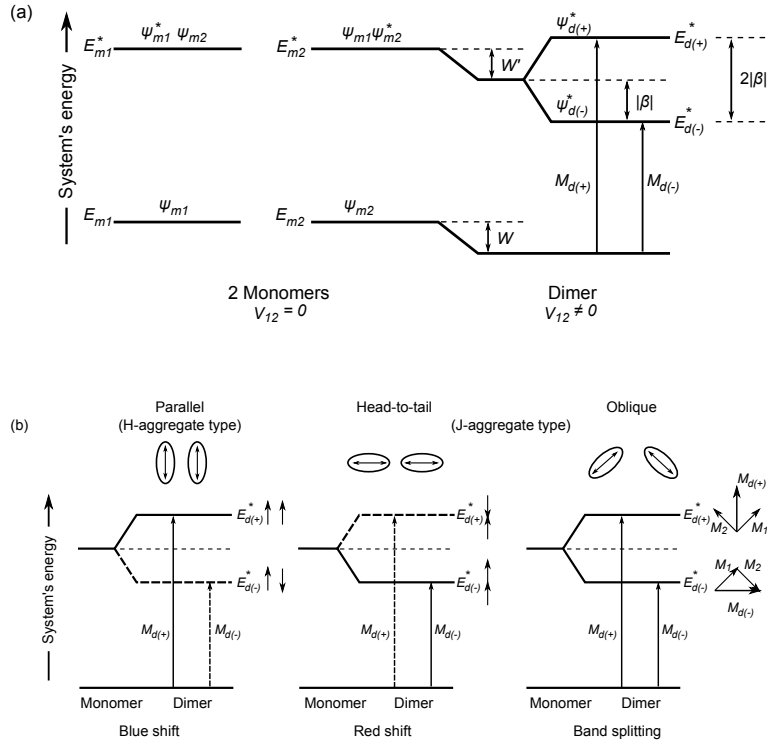 (a)
System's energy
E*m1
ψ*m1 ψm2
E*m2
ψm1ψ*m2
W'
ψ*d(+)
E*d(+)
2|β|
|β|
ψ*d(-)
E*d(-)
Md(+)
Md(-)
Em1
ψm1
Em2
ψm2
W
2 Monomers
V12 = 0
Dimer
V12 ≠ 0
(b)
Parallel
(H-aggregate type)
Head-to-tail
(J-aggregate type)
Oblique
System's energy
E*d(+)
E*d(-)
Md(+)
Md(-)
Monomer
Dimer
Blue shift
E*d(+)
E*d(-)
Md(+)
Md(-)
Monomer
Dimer
Red shift
E*d(+)
E*d(-)
Md(+)
Md(-)
Monomer
Dimer
Band splitting
Md(+)
M2
M1
M1
M2
Md(-)